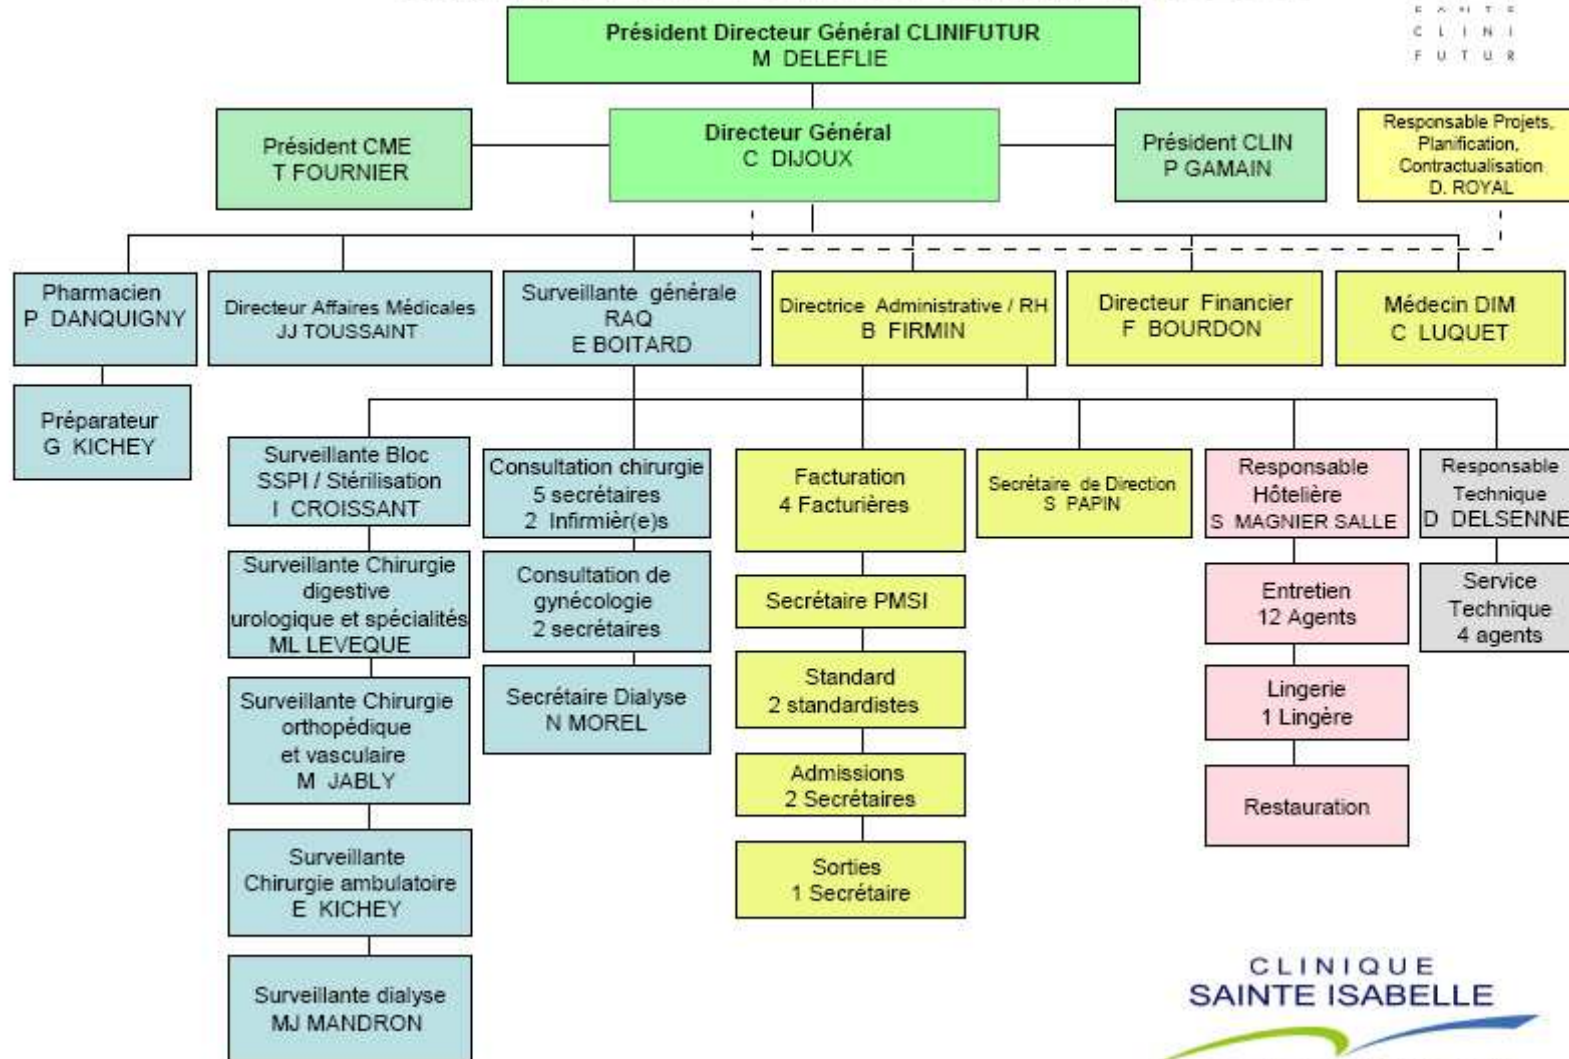 Président Directeur Général CLINIFUTUR
M DELEFLIE
C L I N I
F U T U R
Président CME
T FOURNIER
Directeur Général
C DIJOUX
Président CLIN
P GAMAIN
Responsable Projets,
Planification,
Contractualisation
D. ROYAL
Pharmacien
P DANQUIGNY
Directeur Affaires Médicales
JJ TOUSSAINT
Surveillante générale
RAQ
E BOITARD
Directrice Administrative / RH
B FIRMIN
Directeur Financier
F BOURDON
Médecin DIM
C LUQUET
Préparateur
G KICHEY
Surveillante Bloc
SSPI / Stérilisation
I CROISSANT
Consultation chirurgie
5 secrétaires
2 Infirmièr(e)s
Facturation
4 Facturières
Secrétaire de Direction
S PAPIN
Responsable
Hôtelière
S MAGNIER SALLE
Responsable
Technique
D DELSENNE
Surveillante Chirurgie
digestive
urologique et spécialités
ML LEVEQUE
Consultation de
gynécologie
2 secrétaires
Secrétaire PMSI
Entretien
12 Agents
Service
Technique
4 agents
Surveillante Chirurgie
orthopédique
et vasculaire
M JABLY
Secrétaire Dialyse
N MOREL
Standard
2 standardistes
Lingerie
1 Lingère
Admissions
2 Secrétaires
Restauration
Surveillante
Chirurgie ambulatoire
E KICHEY
Sorties
1 Secrétaire
Surveillante dialyse
MJ MANDRON
CLINIQUE
SAINTE ISABELLE